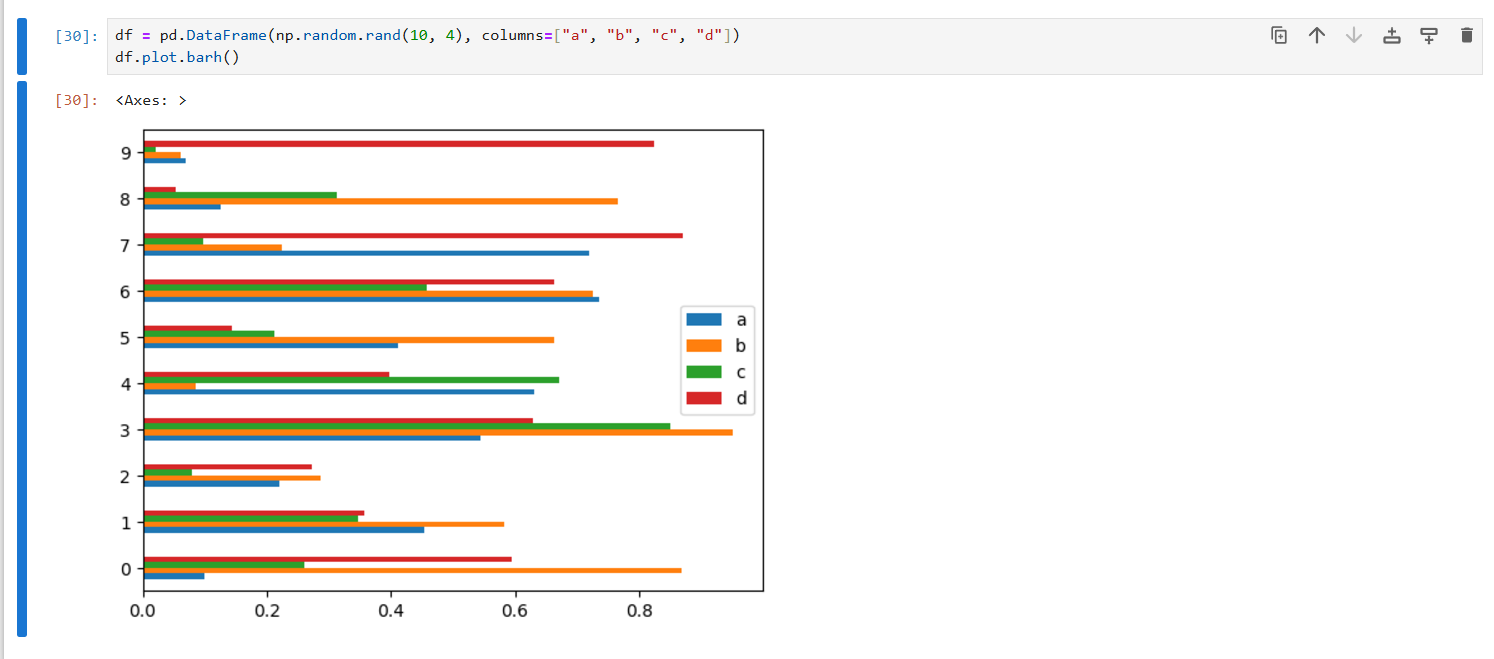 [30]: df = pd.DataFrame(np.random.rand(10, 4), columns=["a", "b", "c", "d"])
df.plot.barh()
[30]: <Axes: >
9
8
7
6
5
4
3
2
1
0
a
b
c
d
0.0 0.2 0.4 0.6 0.8